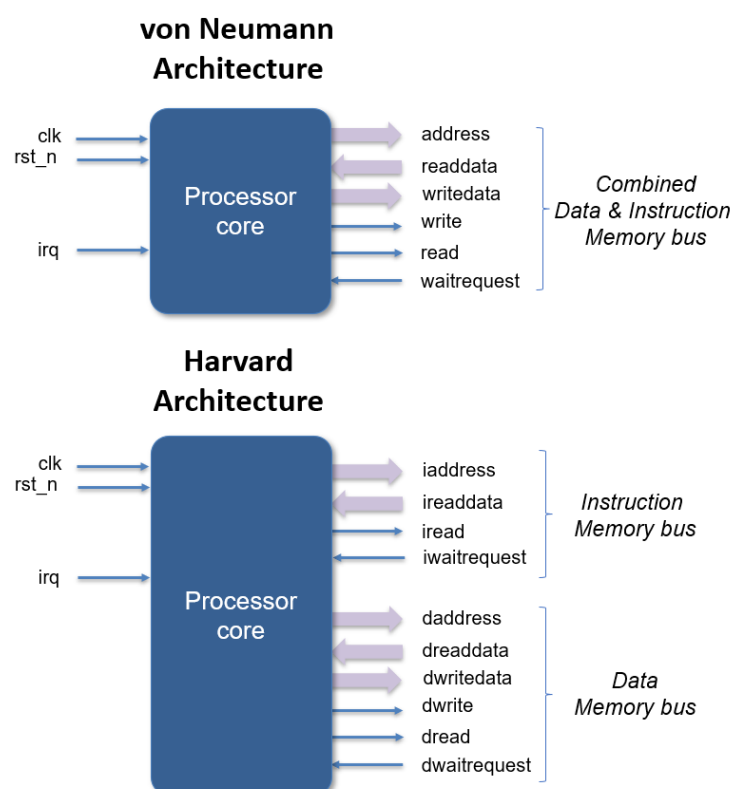 von Neumann
Architecture
clk
rst_n
irq
Processor
core
address
readdata
writedata
write
read
waitrequest
Combined
Data & Instruction
Memory bus
Harvard
Architecture
clk
rst_n
irq
Processor
core
iaddress
ireaddata
iread
iwaitrequest
Instruction
Memory bus
daddress
dreaddata
dwritedata
dwrite
dread
dwaitrequest
Data
Memory bus